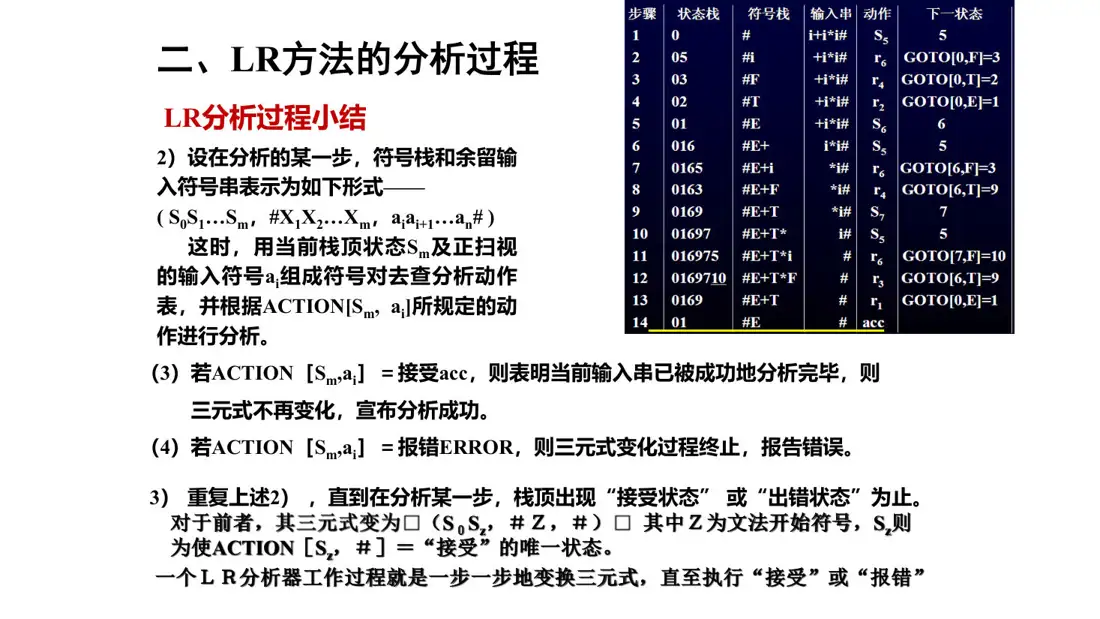 二、LR方法的分析过程
LR分析过程小结
2）设在分析的某一步，符号栈和余留输
入符号串表示为如下形式——
( S0S1…Sm，#X1X2…Xm，aiai+1…an# )
这时，用当前栈顶状态Sm及正扫视
的输入符号ai组成符号对去查分析动作
表，并根据ACTION[Sm, ai]所规定的动
作进行分析。
步骤 状态栈 符号栈 输入串 动作 下一状态
1 0 # i+i*i# S5 5
2 05 #i +i*i# r6 GOTO[0,F]=3
3 03 #F +i*i# r4 GOTO[0,T]=2
4 02 #T +i*i# r2 GOTO[0,E]=1
5 01 #E +i*i# S6 6
6 016 #E+ i*i# S5 5
7 0165 #E+i *i# r6 GOTO[6,F]=3
8 0163 #E+F *i# r4 GOTO[6,T]=9
9 0169 #E+T *i# S7 7
10 01697 #E+T* i# S5 5
11 016975 #E+T*i # r6 GOTO[7,F]=10
12 0169710 #E+T*F # r3 GOTO[6,T]=9
13 0169 #E+T # r1 GOTO[0,E]=1
14 01 #E # acc
（3）若ACTION［Sm,ai］＝接受acc，则表明当前输入串已被成功地分析完毕，则
三元式不再变化，宣布分析成功。
（4）若ACTION［Sm,ai］＝报错ERROR，则三元式变化过程终止，报告错误。
3） 重复上述2），直到在分析某一步，栈顶出现“接受状态” 或“出错状态”为止。
对于前者，其三元式变为□（S0Sz，＃Z，＃）□ 其中Z为文法开始符号，Sz则
为使ACTION［Sz，＃］＝“接受”的唯一状态。
一个ＬＲ分析器工作过程就是一步一步地变换三元式，直至执行“接受”或“报错”